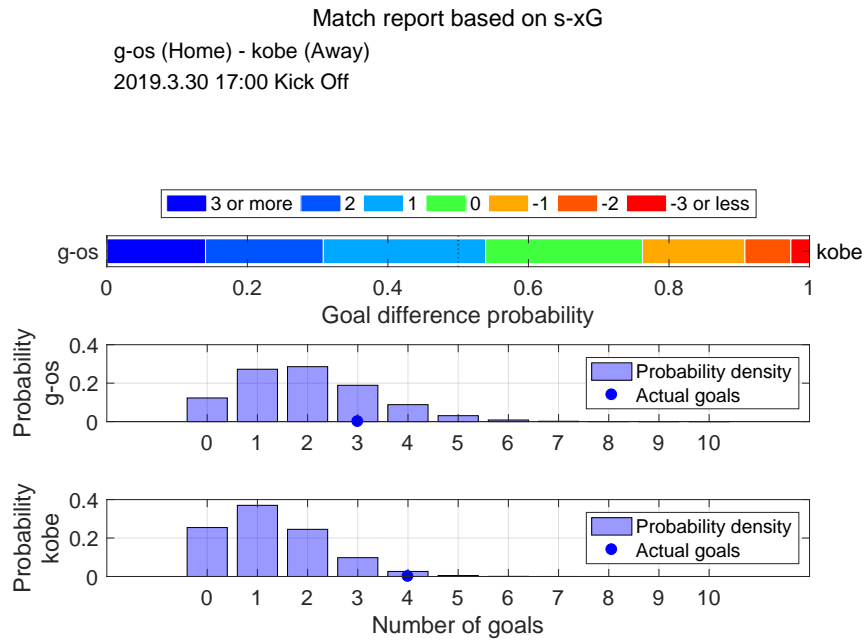 Match report based on s-xG
g-os (Home) - kobe (Away)
2019.3.30 17:00 Kick Off
3 or more 2 1 0 -1 -2 -3 or less
g-os kobe
0 0.2 0.4 0.6 0.8 1
Goal difference probability
Probability
g-os
0.4
0.2
0
Probability density
Actual goals
0 1 2 3 4 5 6 7 8 9 10
Probability
kobe
0.4
0.2
0
Probability density
Actual goals
0 1 2 3 4 5 6 7 8 9 10
Number of goals